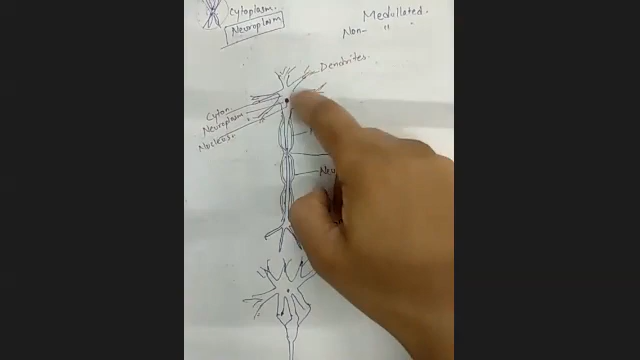 Cytoplasm.
Neuroplasm
Medullated.
Non- "
Dendrites.
Cyton
Neuroplasm
Nucleus